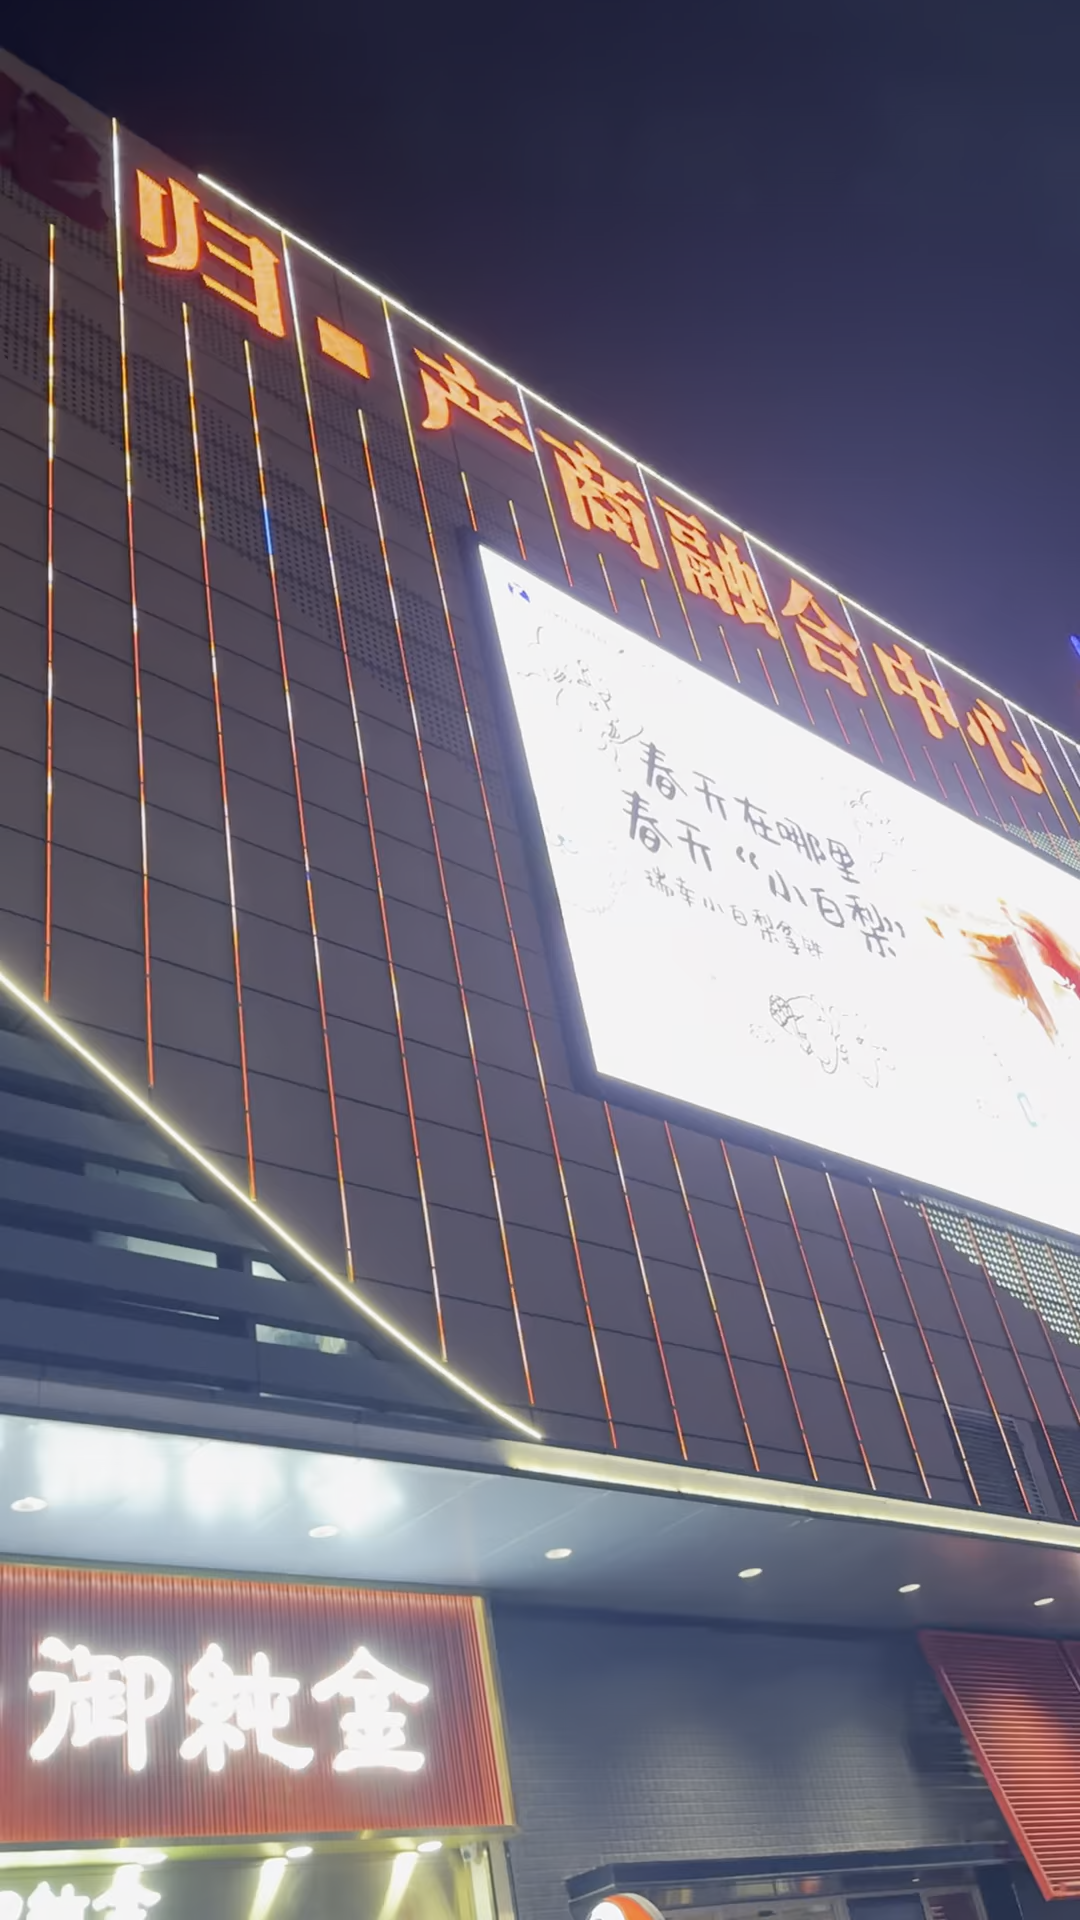 归·产商融合中心
春天在哪里
春天“小白梨”
瑞幸小白梨拿铁
御純金